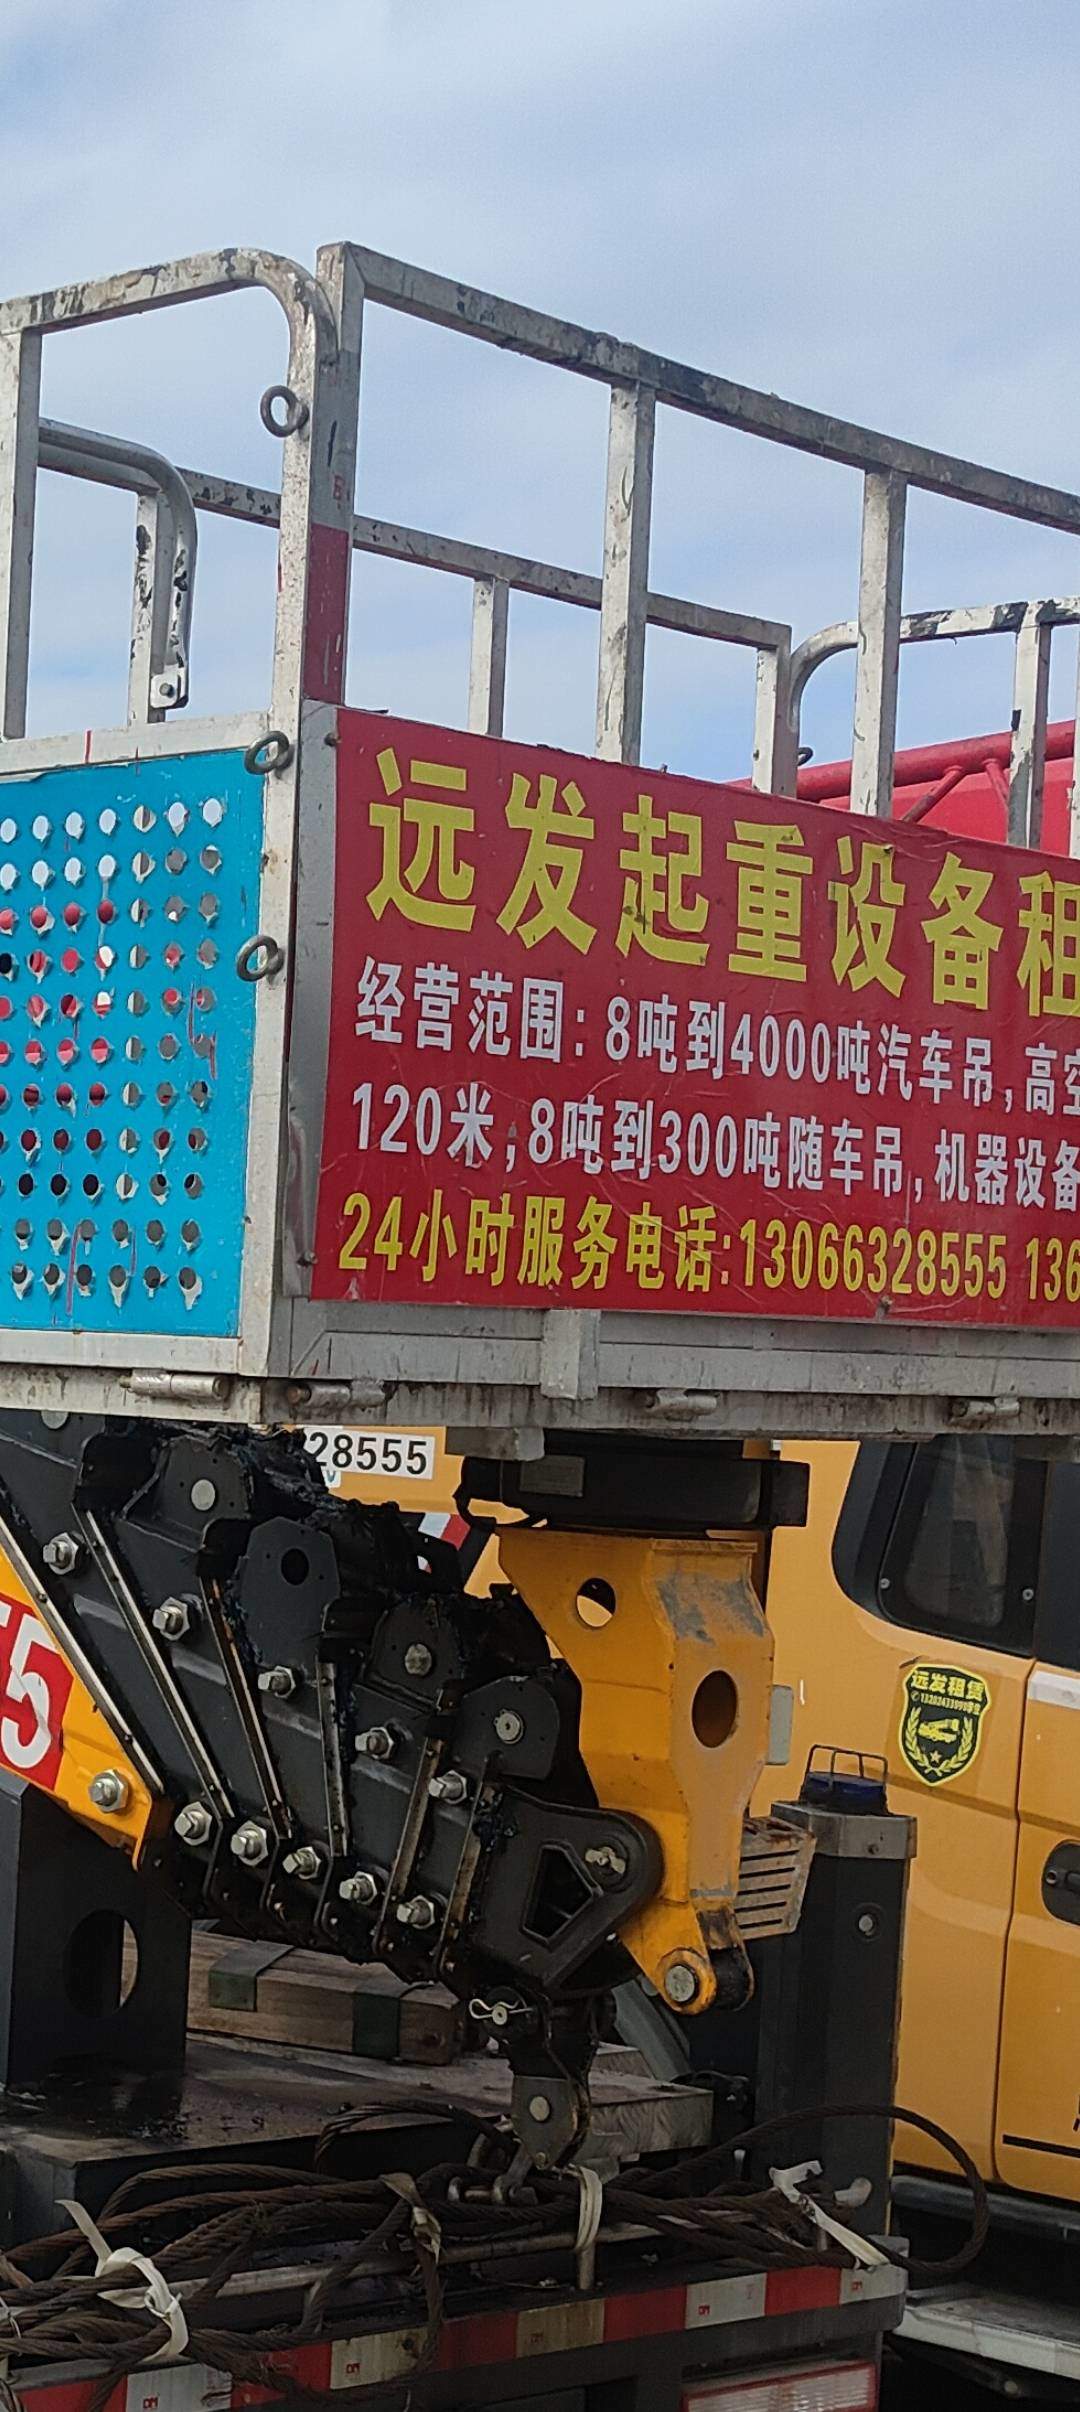 远发起重设备租
经营范围：8吨到4000吨汽车吊，高空
120米，8吨到300吨随车吊，机器设备
24小时服务电话：13066328555 136
28555
55
远发租赁